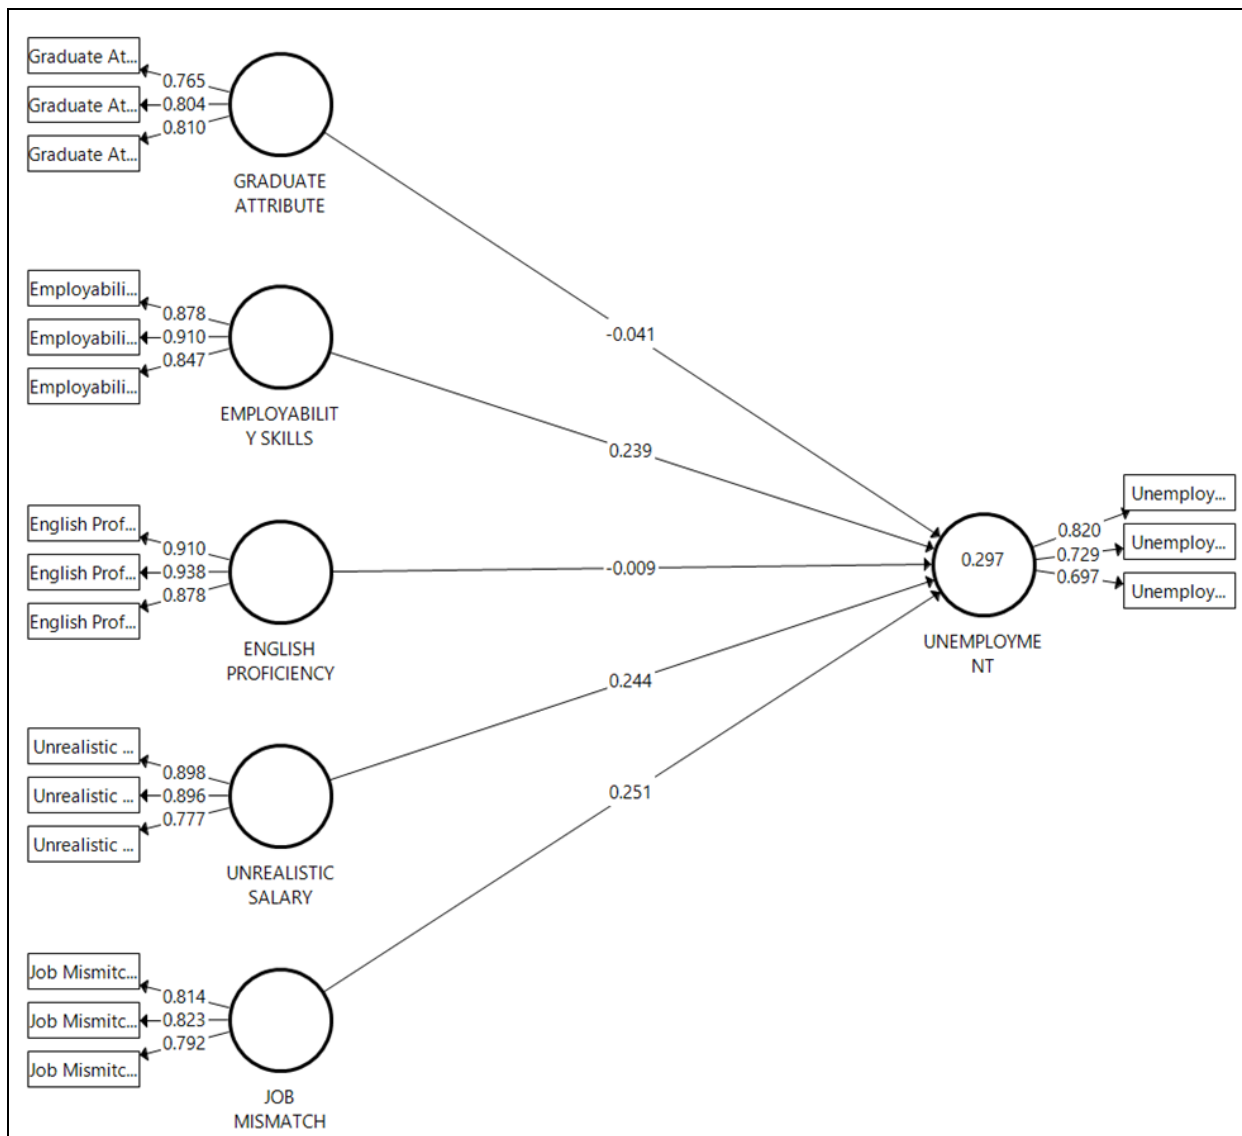 Graduate At...
Graduate At...
Graduate At...
0.765
0.804
0.810
GRADUATE
ATTRIBUTE
-0.041
Employabili...
Employabili...
Employabili...
0.878
0.910
0.847
EMPLOYABILIT
Y SKILLS
0.239
English Prof...
English Prof...
English Prof...
0.910
0.938
0.878
ENGLISH
PROFICIENCY
-0.009
Unrealistic ...
Unrealistic ...
Unrealistic ...
0.898
0.896
0.777
UNREALISTIC
SALARY
0.244
Job Mismitc...
Job Mismitc...
Job Mismitc...
0.814
0.823
0.792
JOB
MISMATCH
0.251
0.297
UNEMPLOYME
NT
0.820
0.729
0.697
Unemploy...
Unemploy...
Unemploy...